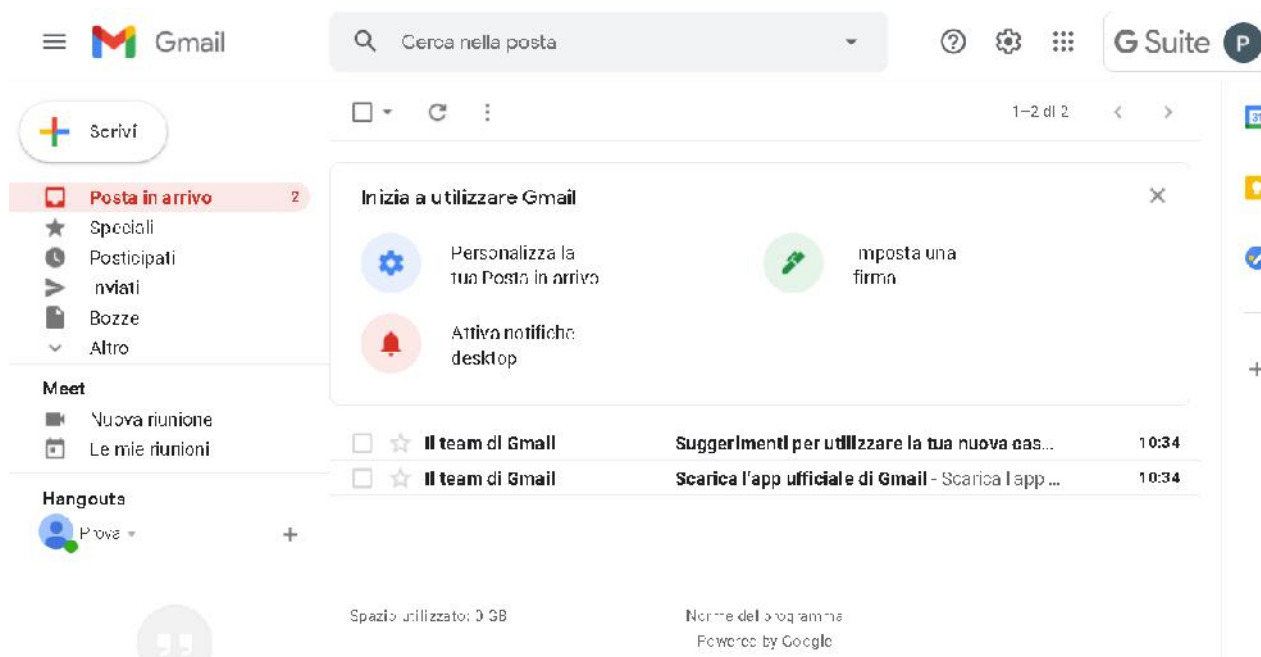 Gmail
Cerca nella posta
G Suite P
Scrivi
1–2 di 2
31
Posta in arrivo 2
Speciali
Posticipati
Inviati
Bozze
Altro
Meet
Nuova riunione
Le mie riunioni
Hangouts
Prova
Inizia a utilizzare Gmail
Personalizza la
tua Posta in arrivo
Imposta una
firma
Attiva notifiche
desktop
Il team di Gmail Suggerimenti per utilizzare la tua nuova cas... 10:34
Il team di Gmail Scarica l'app ufficiale di Gmail - Scarica l'app ... 10:34
Spazio utilizzato: 0 GB
Norme del programma
Powered by Google